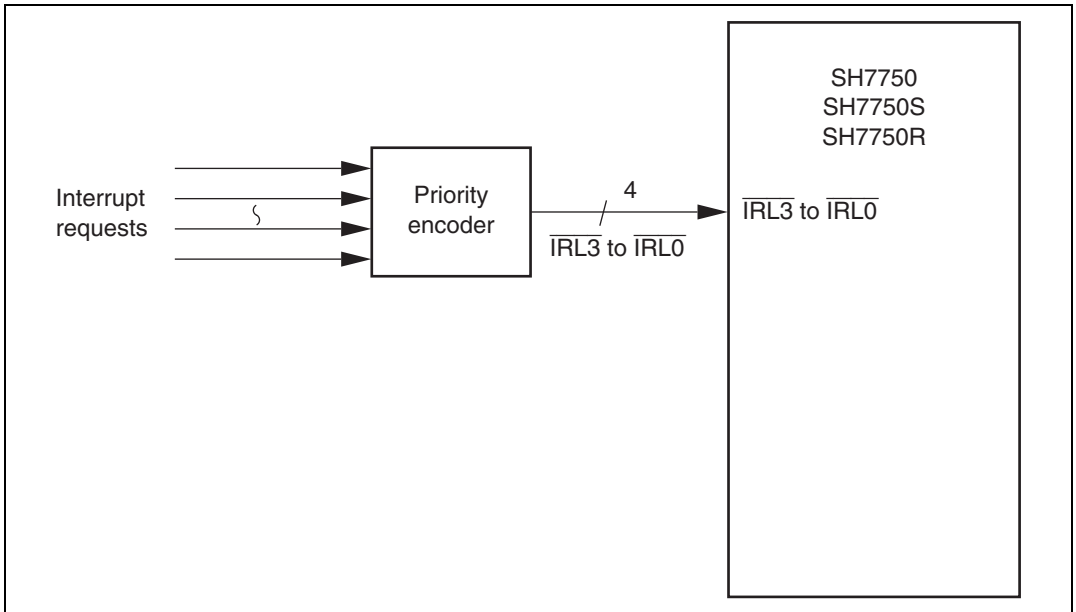 SH7750
SH7750S
SH7750R
Interrupt
requests
Priority
encoder
4
IRL3 to IRL0
IRL3 to IRL0